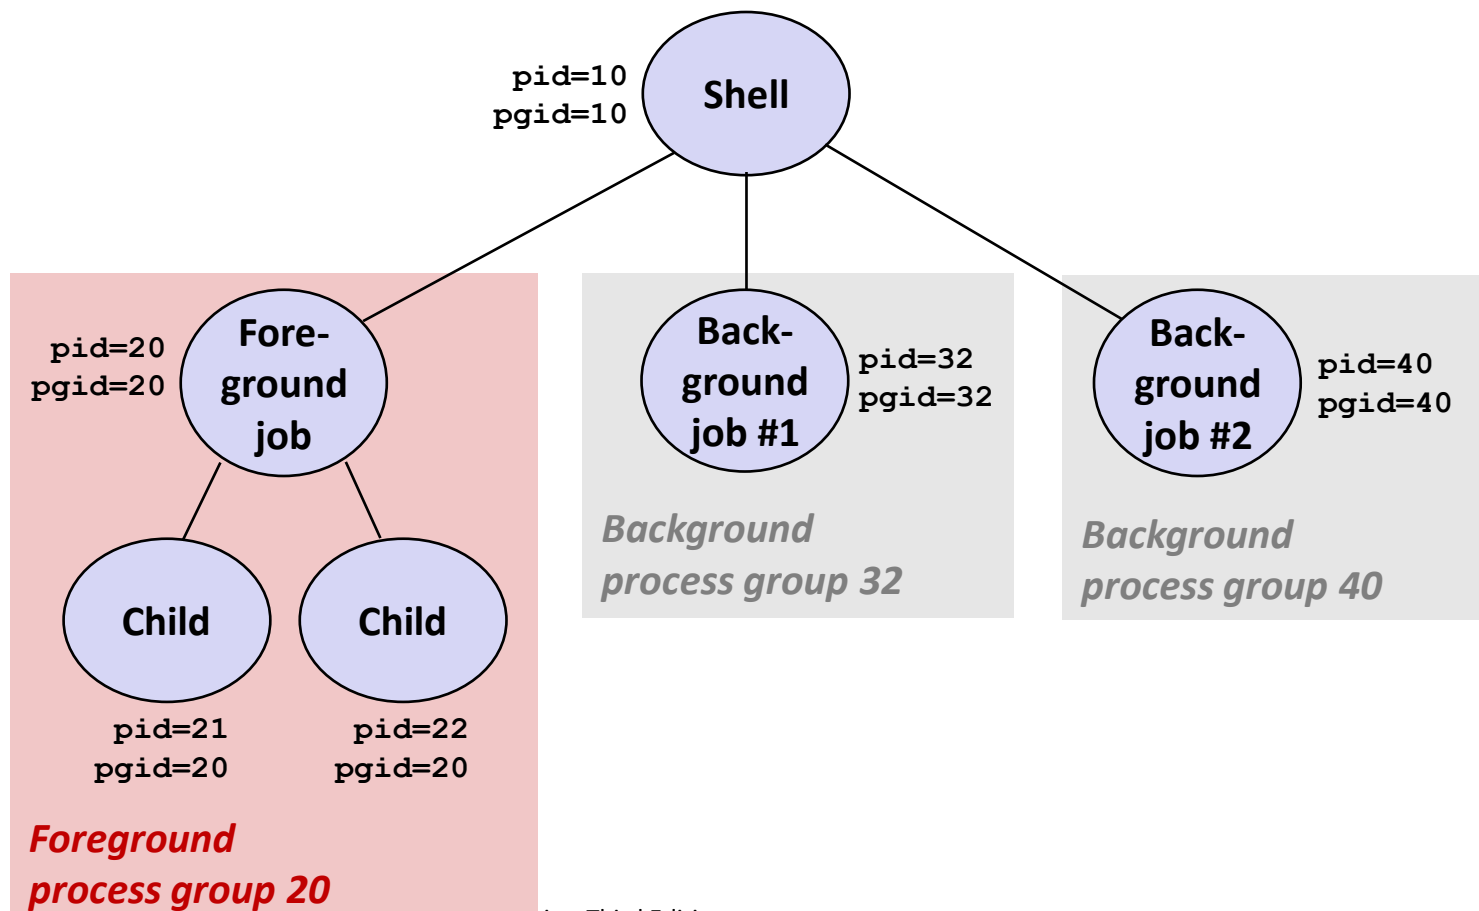 pid=10
pgid=10
Shell
pid=20
pgid=20
Fore-
ground
job
Back-
ground
job #1
pid=32
pgid=32
Back-
ground
job #2
pid=40
pgid=40
Background
process group 32
Background
process group 40
Child
Child
pid=21
pgid=20
pid=22
pgid=20
Foreground
process group 20
Third Edition